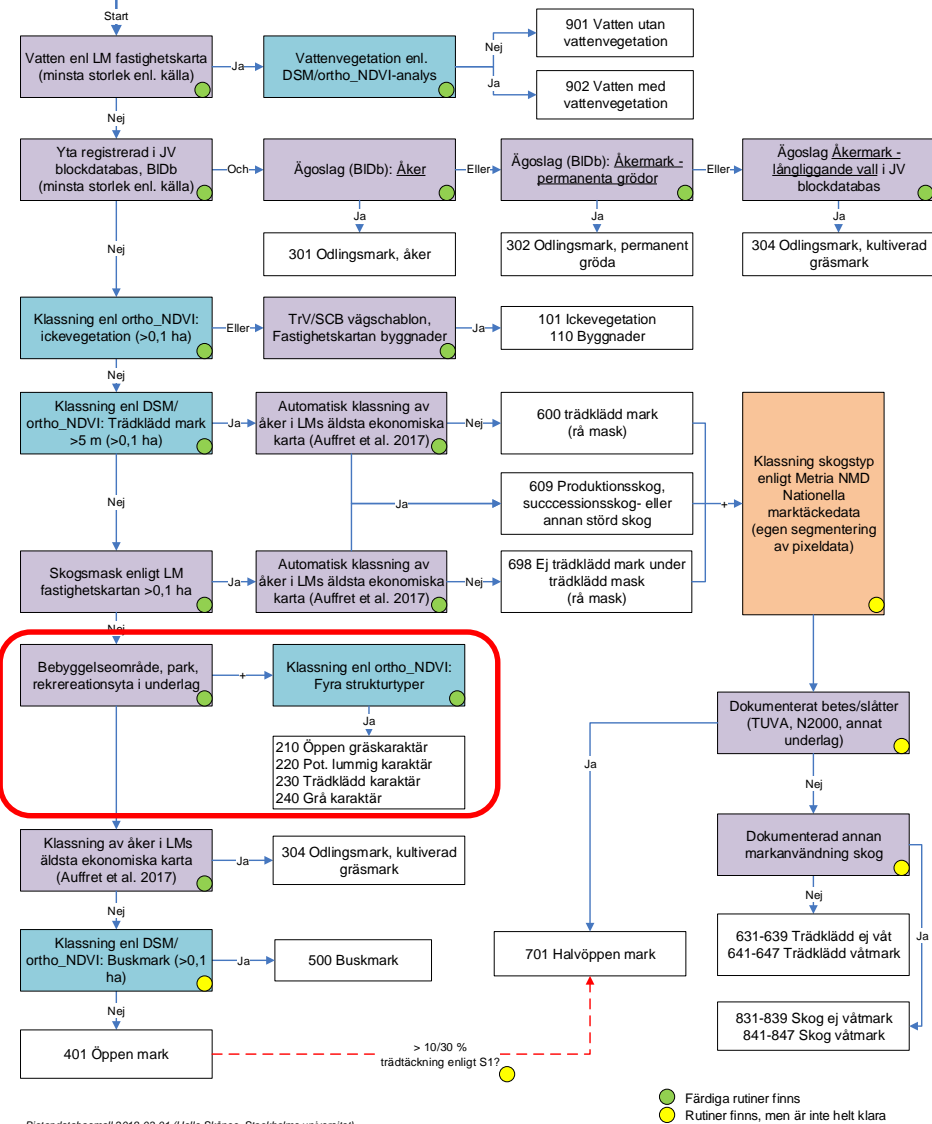 Start
Vatten enl LM fastighetskarta
(minsta storlek enl. källa)
Ja
Vattenvegetation enl.
DSM/ortho_NDVI-analys
Nej
901 Vatten utan
vattenvegetation
Ja
902 Vatten med
vattenvegetation
Nej
Yta registrerad i JV
blockdatabas, BIDb
(minsta storlek enl. källa)
Och
Ägoslag (BIDb): Åker
Eller
Ägoslag (BIDb): Åkermark -
permanenta grödor
Eller
Ägoslag Åkermark -
långliggande vall i JV
blockdatabas
Ja
Ja
Ja
301 Odlingsmark, åker
302 Odlingsmark, permanent
gröda
304 Odlingsmark, kultiverad
gräsmark
Nej
Klassning enl ortho_NDVI:
ickevegetation (>0,1 ha)
Eller
TrV/SCB vägschablon,
Fastighetskartan byggnader
Ja
101 Ickevegetation
110 Byggnader
Nej
Klassning enl DSM/
ortho_NDVI: Trädklädd mark
>5 m (>0,1 ha)
Ja
Automatisk klassning av
åker i LMs äldsta ekonomiska
karta (Auffret et al. 2017)
Nej
600 trädklädd mark
(rå mask)
Nej
Ja
609 Produktionsskog,
succcessionsskog- eller
annan störd skog
+
Klassning skogstyp
enligt Metria NMD
Nationella
marktäckedata
(egen segmentering
av pixeldata)
Skogsmask enligt LM
fastighetskartan >0,1 ha
Ja
Automatisk klassning av
åker i LMs äldsta ekonomiska
karta (Auffret et al. 2017)
Nej
698 Ej trädklädd mark under
trädklädd mask
(rå mask)
Nej
Bebyggelseområde, park,
rekrereationsyta i underlag
+
Klassning enl ortho_NDVI:
Fyra strukturtyper
Ja
210 Öppen gräskaraktär
220 Pot. lummig karaktär
230 Trädklädd karaktär
240 Grå karaktär
Dokumenterat betes/slåtter
(TUVA, N2000, annat
underlag)
Ja
Nej
Klassning av åker i LMs
äldsta ekonomiska karta
(Auffret et al. 2017)
Ja
304 Odlingsmark, kultiverad
gräsmark
Dokumenterad annan
markanvändning skog
Nej
Nej
Ja
Klassning enl DSM/
ortho_NDVI: Buskmark (>0,1
ha)
Ja
500 Buskmark
701 Halvöppen mark
631-639 Trädklädd ej våt
641-647 Trädklädd våtmark
Nej
831-839 Skog ej våtmark
841-847 Skog våtmark
401 Öppen mark
> 10/30 %
trädtäckning enligt S1?
Färdiga rutiner finns
Rutiner finns, men är inte helt klara